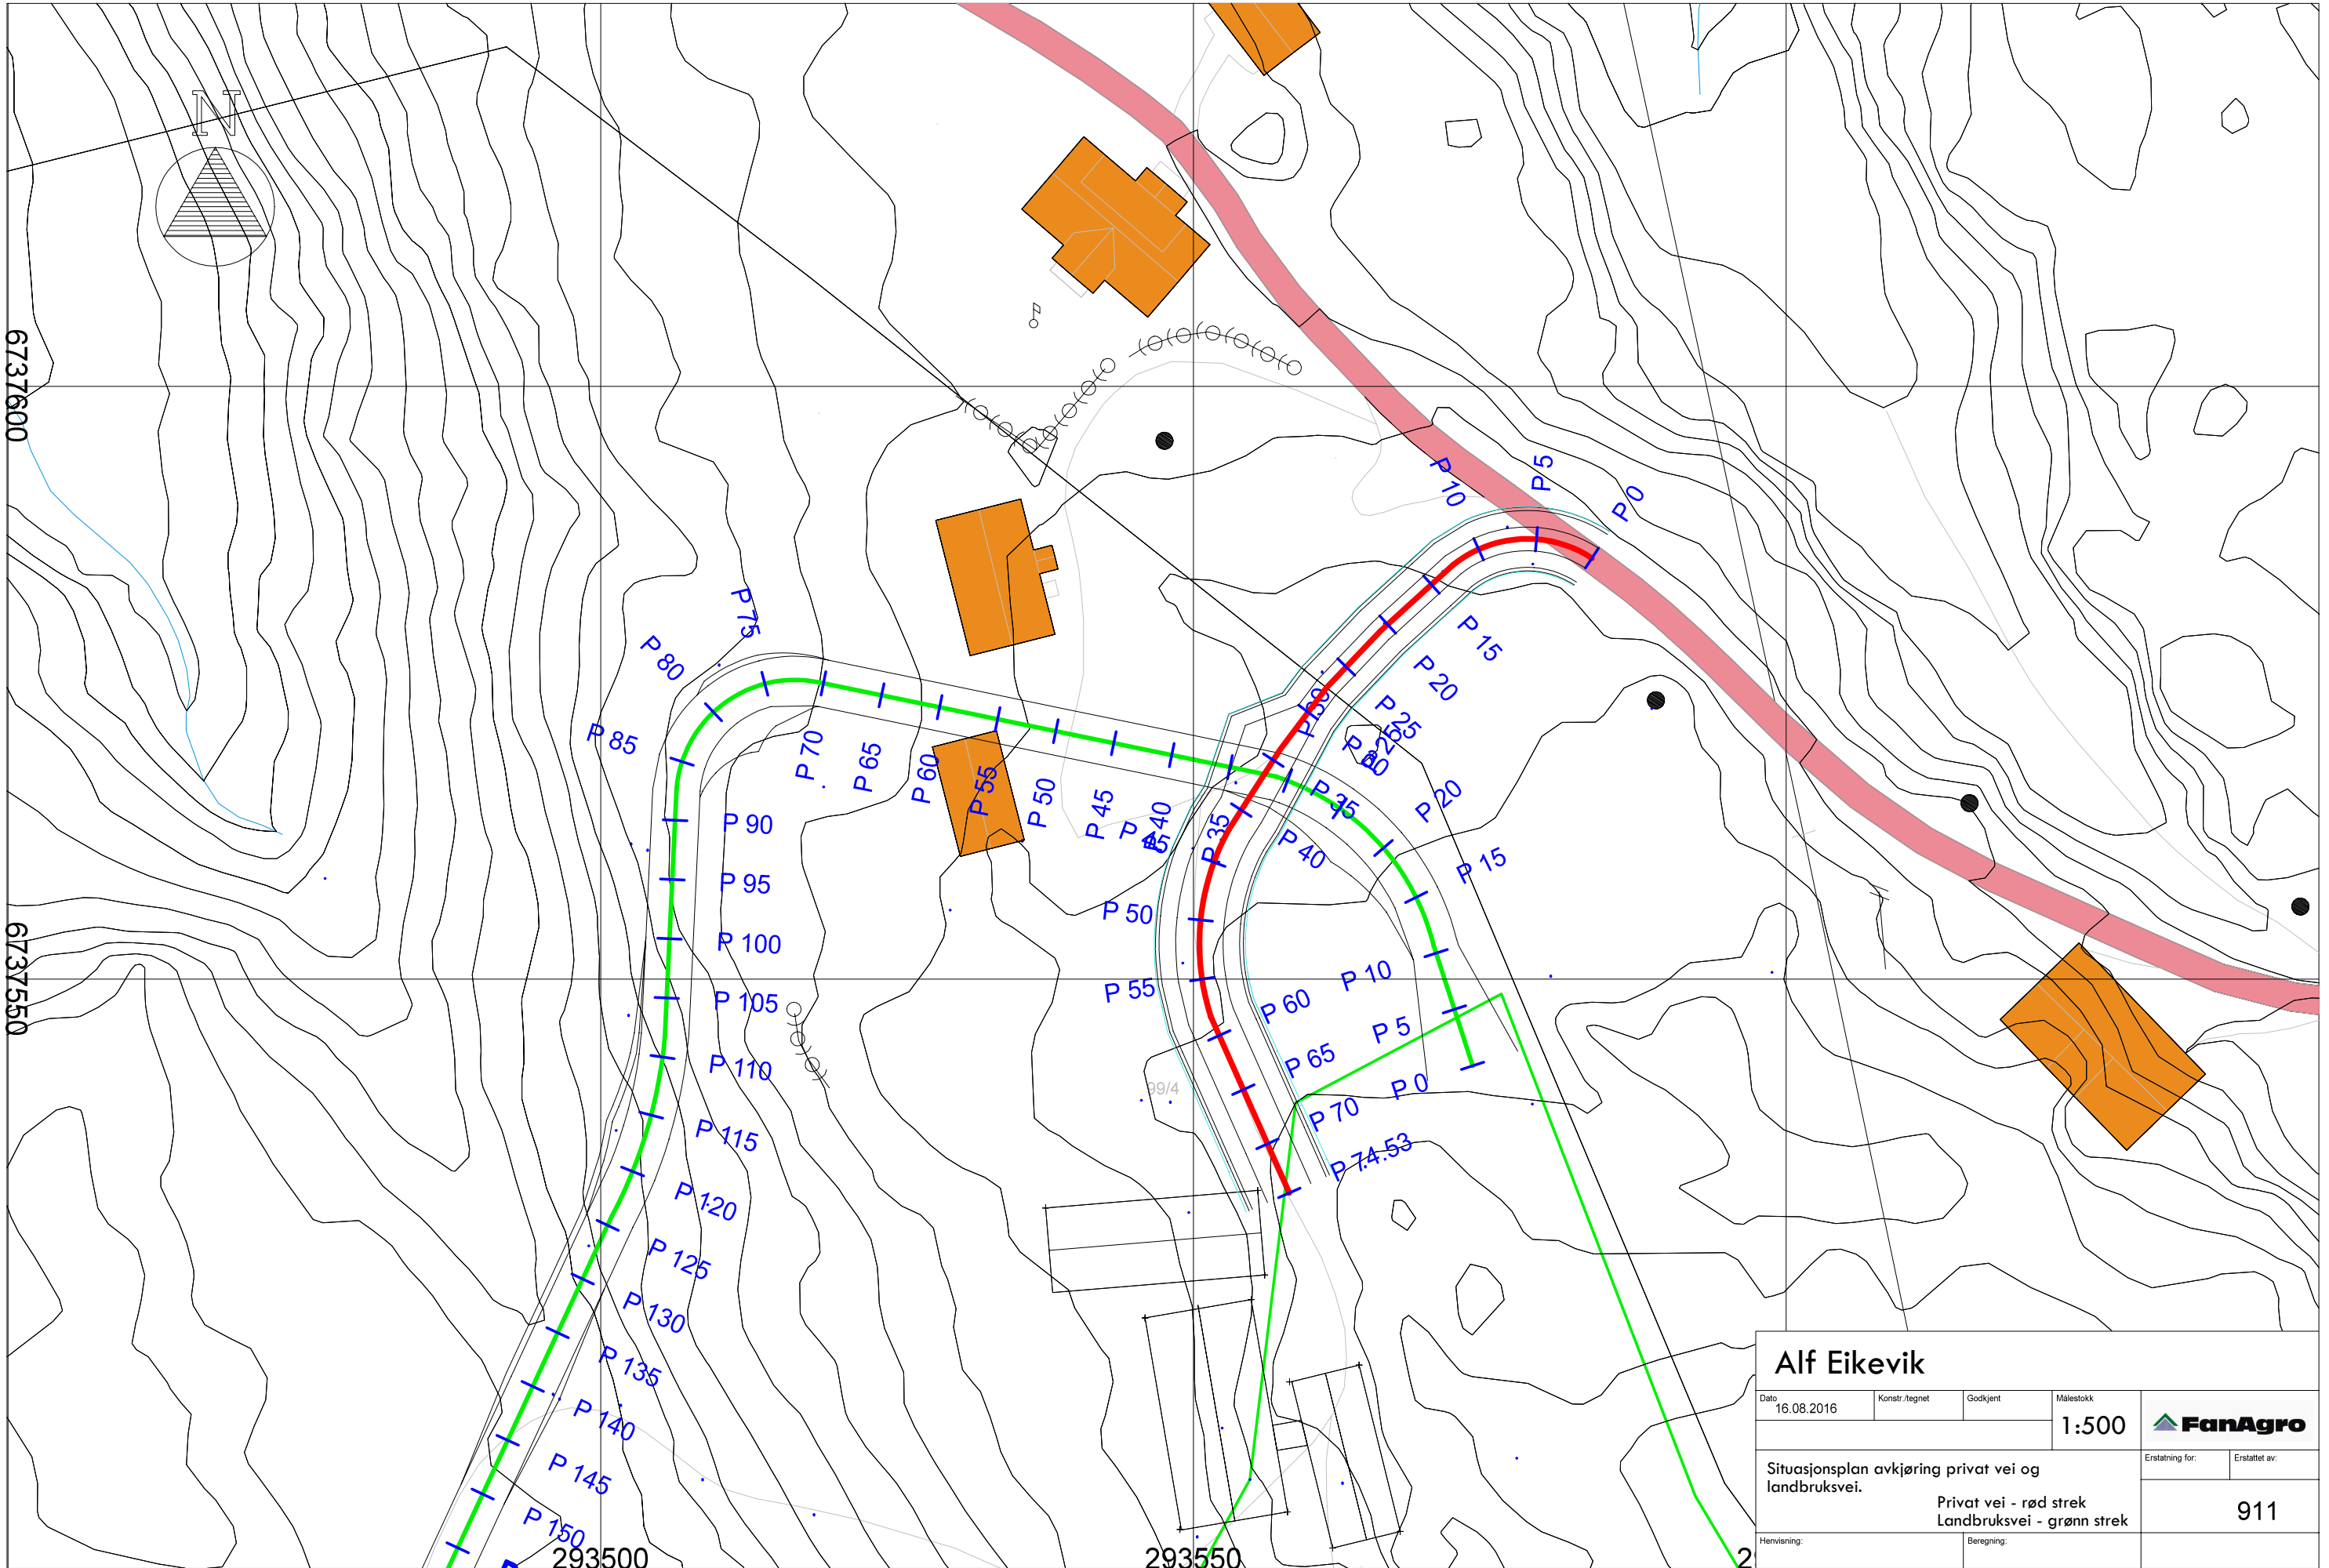 N
6737600
6737550
P 0
P 5
P 10
P 15
P 20
P 25
P 30
P 35
P 40
P 45
P 50
P 55
P 60
P 65
P 70
P 74.53
P 0
P 5
P 10
P 15
P 20
P 25
P 30
P 35
P 40
P 45
P 50
P 55
P 60
P 65
P 70
P 75
P 80
P 85
P 90
P 95
P 100
P 105
P 110
P 115
P 120
P 125
P 130
P 135
P 140
P 145
P 150
99/4
293500
293550
Alf Eikevik
Dato
16.08.2016
Konstr./tegnet
Godkjent
Målestokk
1:500
FanAgro
Situasjonsplan avkjøring privat vei og
landbruksvei.
Privat vei - rød strek
Landbruksvei - grønn strek
Erstatning for:
Erstattet av:
911
Henvisning:
Beregning: